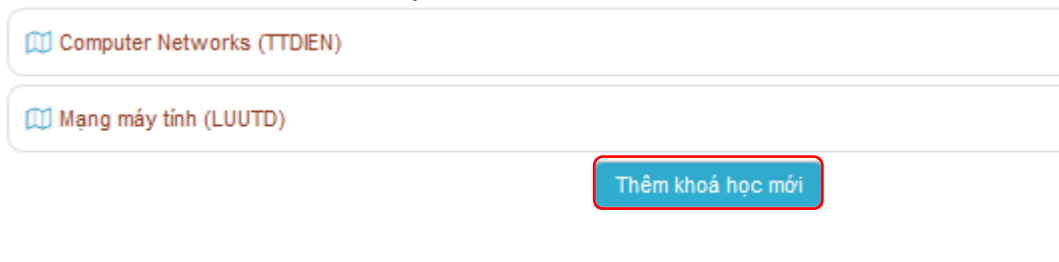 Computer Networks (TTDIEN)
Mạng máy tính (LUUTD)
Thêm khoá học mới